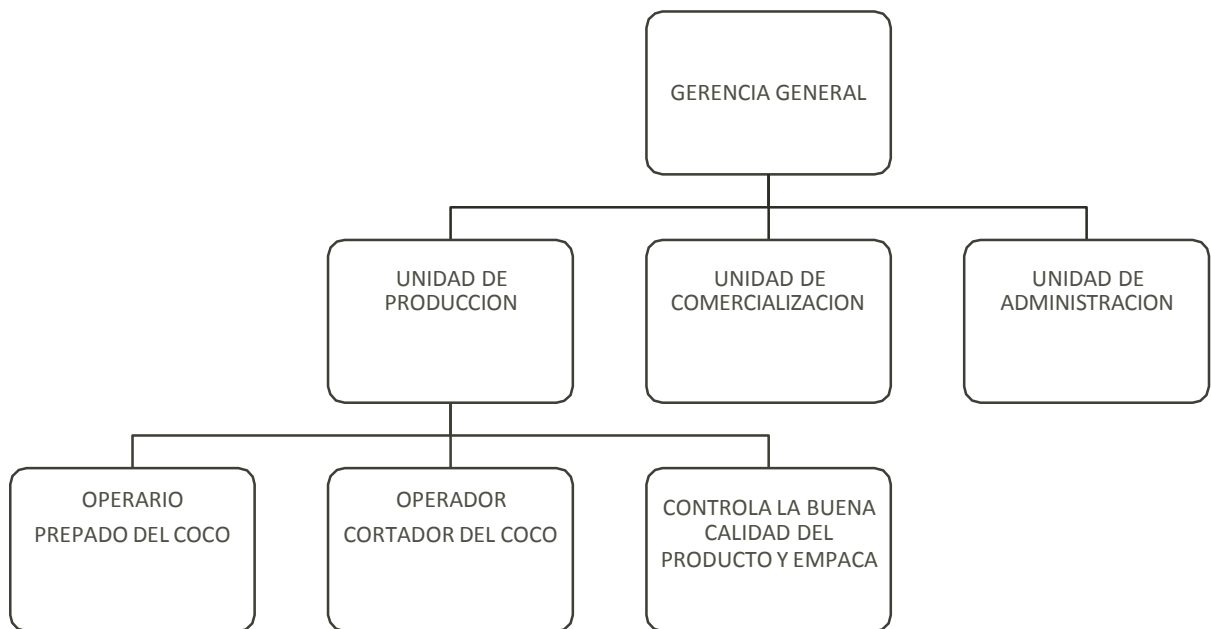 GERENCIA GENERAL
UNIDAD DE
PRODUCCION
UNIDAD DE
COMERCIALIZACION
UNIDAD DE
ADMINISTRACION
OPERARIO
PREPADO DEL COCO
OPERADOR
CORTADOR DEL COCO
CONTROLA LA BUENA
CALIDAD DEL
PRODUCTO Y EMPACA